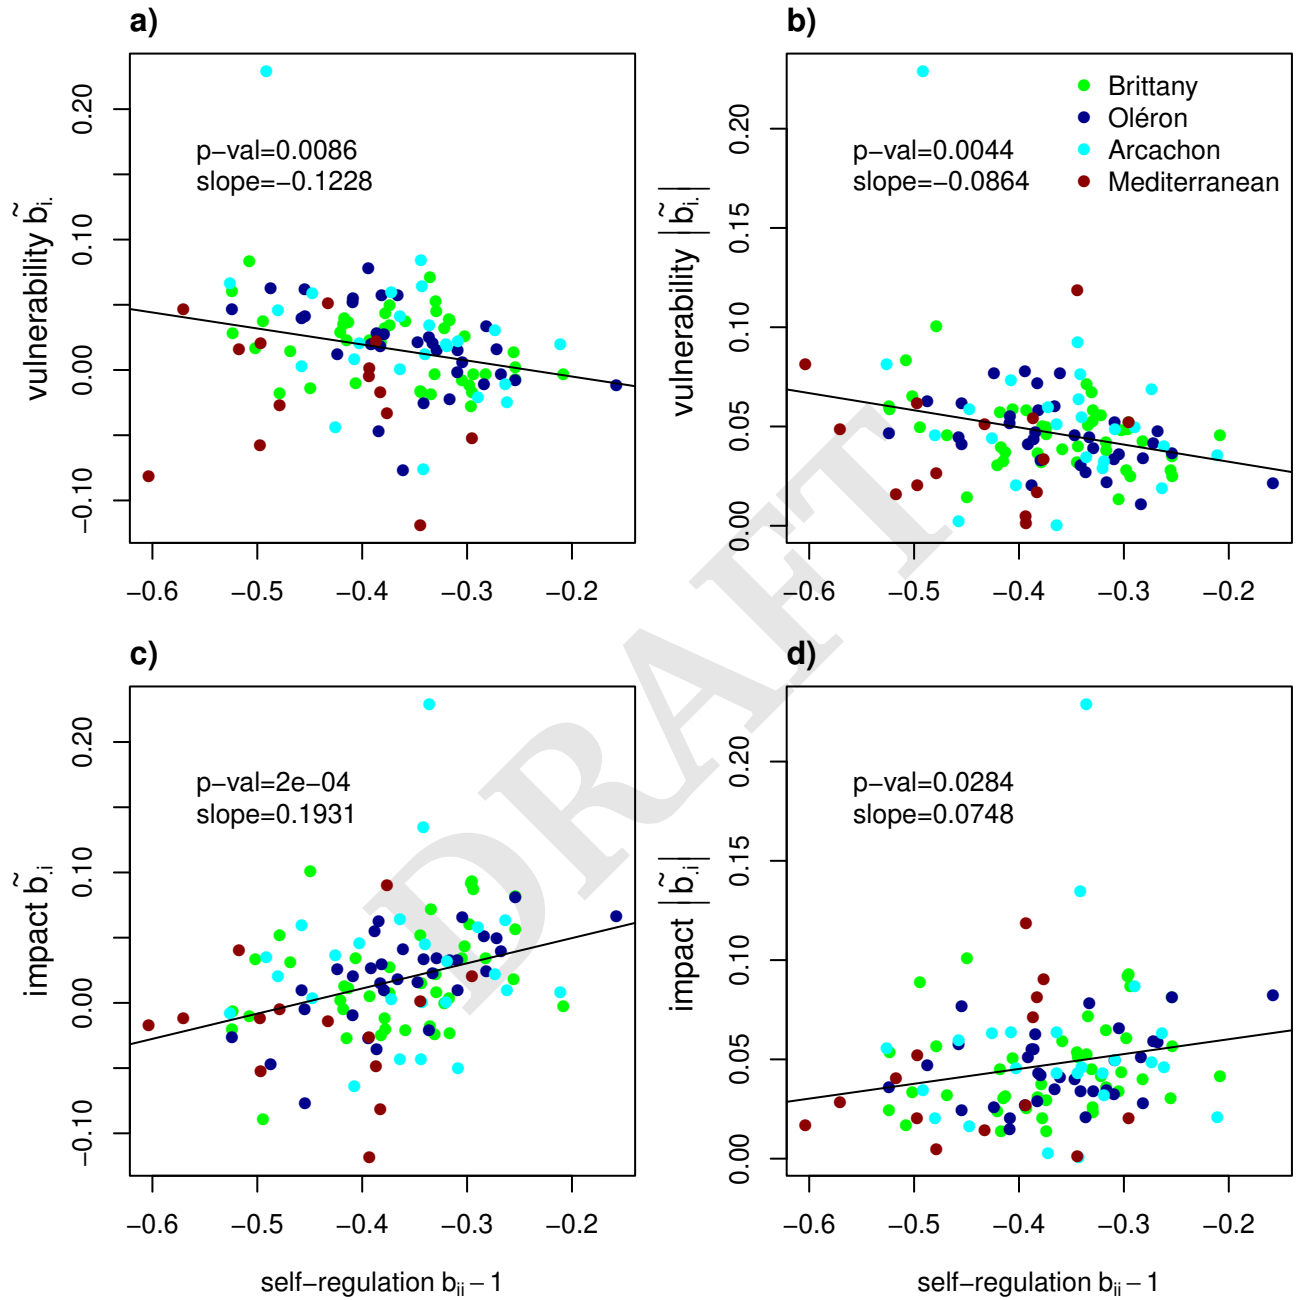 a)
vulnerability b̃i.
p−val=0.0086
slope=−0.1228
−0.10 0.00 0.10 0.20
−0.6 −0.5 −0.4 −0.3 −0.2
b)
vulnerability |b̃i.|
Brittany
Oléron
Arcachon
Mediterranean
p−val=0.0044
slope=−0.0864
0.00 0.05 0.10 0.15 0.20
−0.6 −0.5 −0.4 −0.3 −0.2
c)
impact b̃.i
p−val=2e−04
slope=0.1931
−0.10 0.00 0.10 0.20
−0.6 −0.5 −0.4 −0.3 −0.2
self−regulation bii − 1
d)
impact |b̃.i|
p−val=0.0284
slope=0.0748
0.00 0.05 0.10 0.15 0.20
−0.6 −0.5 −0.4 −0.3 −0.2
self−regulation bii − 1
DRAFT